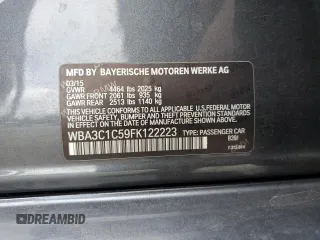 MFD. BY BAYERISCHE MOTOREN WERKE AG
03/15
GVWR 4464 lbs 2025 kg
GAWR FRONT 2061 lbs 935 kg
GAWR REAR 2513 lbs 1140 kg
THIS VEHICLE CONFORMS TO ALL APPLICABLE FEDERAL
MOTOR VEHICLE SAFETY, BUMPER AND THEFT PREVENTION STANDARDS
IN EFFECT ON THE DATE OF MANUFACTURE SHOWN ABOVE.
WBA3C1C59FK122223 TYPE: PASSENGER CAR
DREAMBID